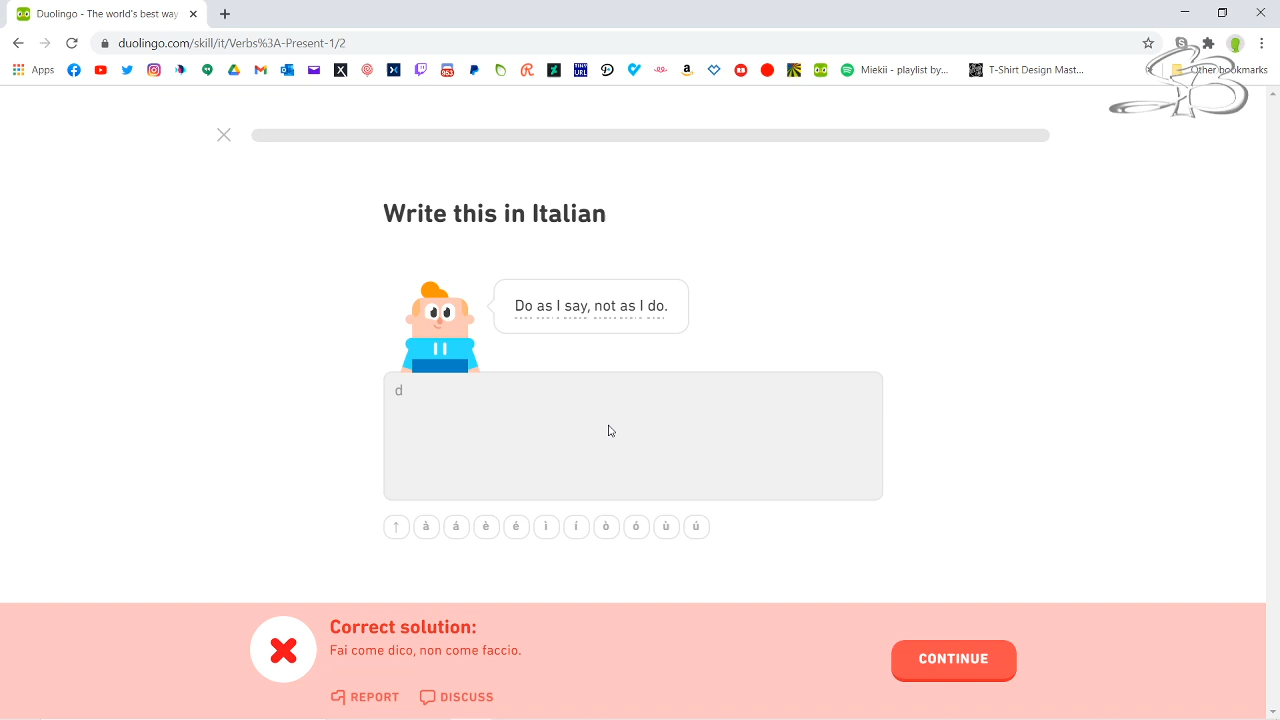 Duolingo - The world's best way
duolingo.com/skill/it/Verbs%3A-Present-1/2
Apps
Miekii - playlist by...
T-Shirt Design Mast...
Other bookmarks
Write this in Italian
Do as I say, not as I do.
d
↑ à á è é ì í ò ó ù ú
Correct solution:
Fai come dico, non come faccio.
CONTINUE
REPORT DISCUSS